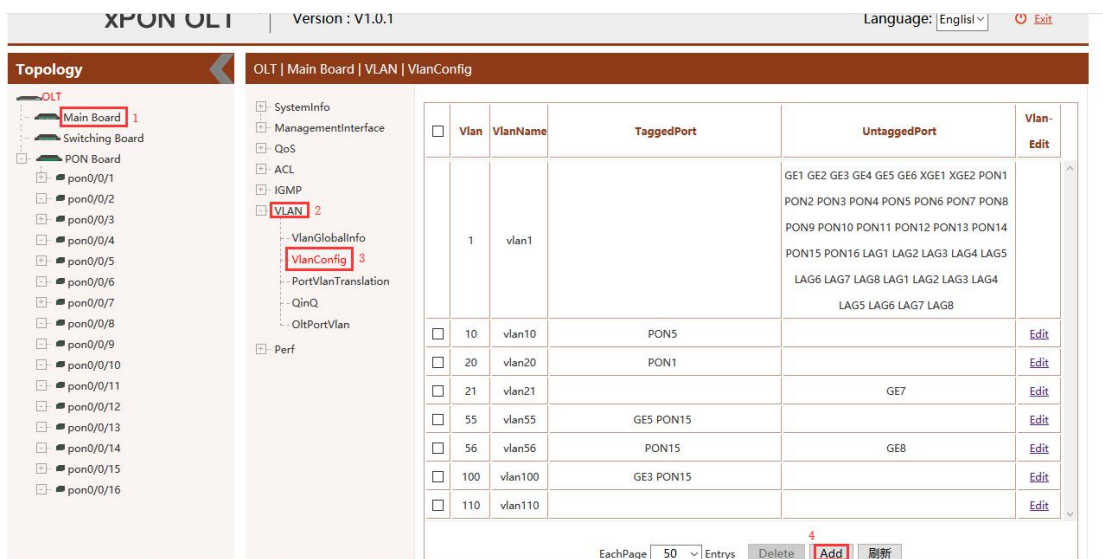 xPON OLT
Version : V1.0.1
Language: Englisl
Exit
Topology
OLT
Main Board 1
Switching Board
PON Board
pon0/0/1
pon0/0/2
pon0/0/3
pon0/0/4
pon0/0/5
pon0/0/6
pon0/0/7
pon0/0/8
pon0/0/9
pon0/0/10
pon0/0/11
pon0/0/12
pon0/0/13
pon0/0/14
pon0/0/15
pon0/0/16
OLT | Main Board | VLAN | VlanConfig
SystemInfo
ManagementInterface
QoS
ACL
IGMP
VLAN 2
VlanGlobalInfo
VlanConfig 3
PortVlanTranslation
QinQ
OltPortVlan
Perf
Vlan VlanName TaggedPort UntaggedPort Vlan-
Edit
GE1 GE2 GE3 GE4 GE5 GE6 XGE1 XGE2 PON1
PON2 PON3 PON4 PON5 PON6 PON7 PON8
PON9 PON10 PON11 PON12 PON13 PON14
1 vlan1 PON15 PON16 LAG1 LAG2 LAG3 LAG4 LAG5
LAG6 LAG7 LAG8 LAG1 LAG2 LAG3 LAG4
LAG5 LAG6 LAG7 LAG8
10 vlan10 PON5 Edit
20 vlan20 PON1 Edit
21 vlan21 GE7 Edit
55 vlan55 GE5 PON15 Edit
56 vlan56 PON15 GE8 Edit
100 vlan100 GE3 PON15 Edit
110 vlan110 Edit
4
EachPage 50 Entrys Delete Add 刷新